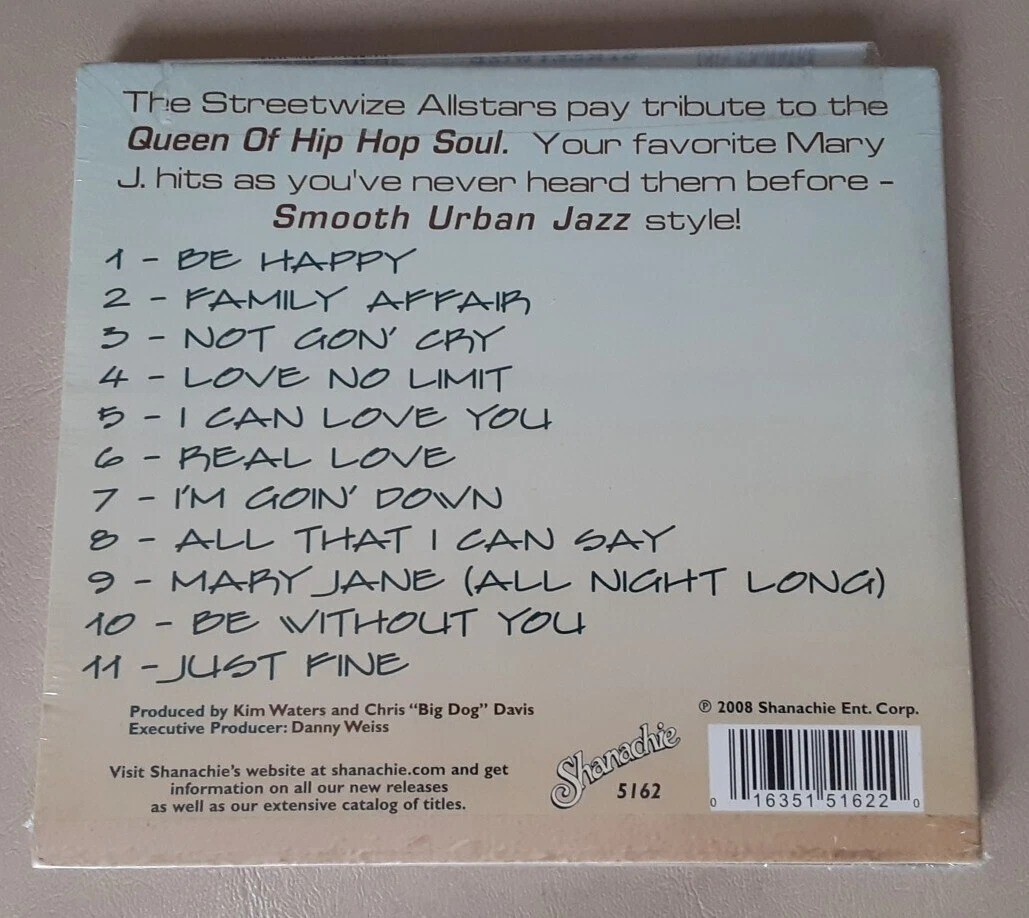 The Streetwize Allstars pay tribute to the
Queen Of Hip Hop Soul. Your favorite Mary
J. hits as you've never heard them before -
Smooth Urban Jazz style!
1 - BE HAPPY
2 - FAMILY AFFAIR
3 - NOT GON' CRY
4 - LOVE NO LIMIT
5 - I CAN LOVE YOU
6 - REAL LOVE
7 - I'M GOIN' DOWN
8 - ALL THAT I CAN SAY
9 - MARY JANE (ALL NIGHT LONG)
10 - BE WITHOUT YOU
11 - JUST FINE
Produced by Kim Waters and Chris “Big Dog” Davis
Executive Producer: Danny Weiss
℗ 2008 Shanachie Ent. Corp.
Visit Shanachie's website at shanachie.com and get
information on all our new releases
as well as our extensive catalog of titles.
Shanachie
5162
0 16351 51622 0